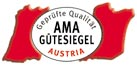 Geprüfte Qualität
AMA
GÜTESIEGEL
AUSTRIA